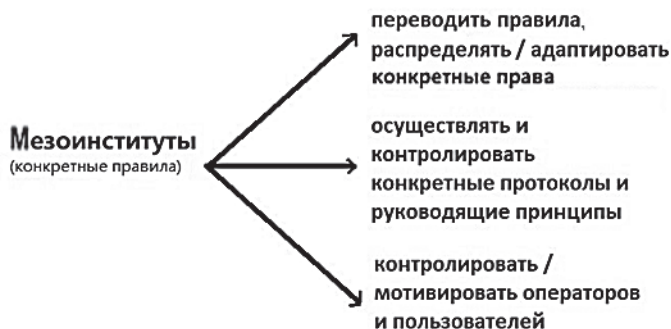 переводить правила,
распределять / адаптировать
конкретные права
Мезоинституты
(конкретные правила)
осуществлять и
контролировать
конкретные протоколы и
руководящие принципы
контролировать /
мотивировать операторов
и пользователей